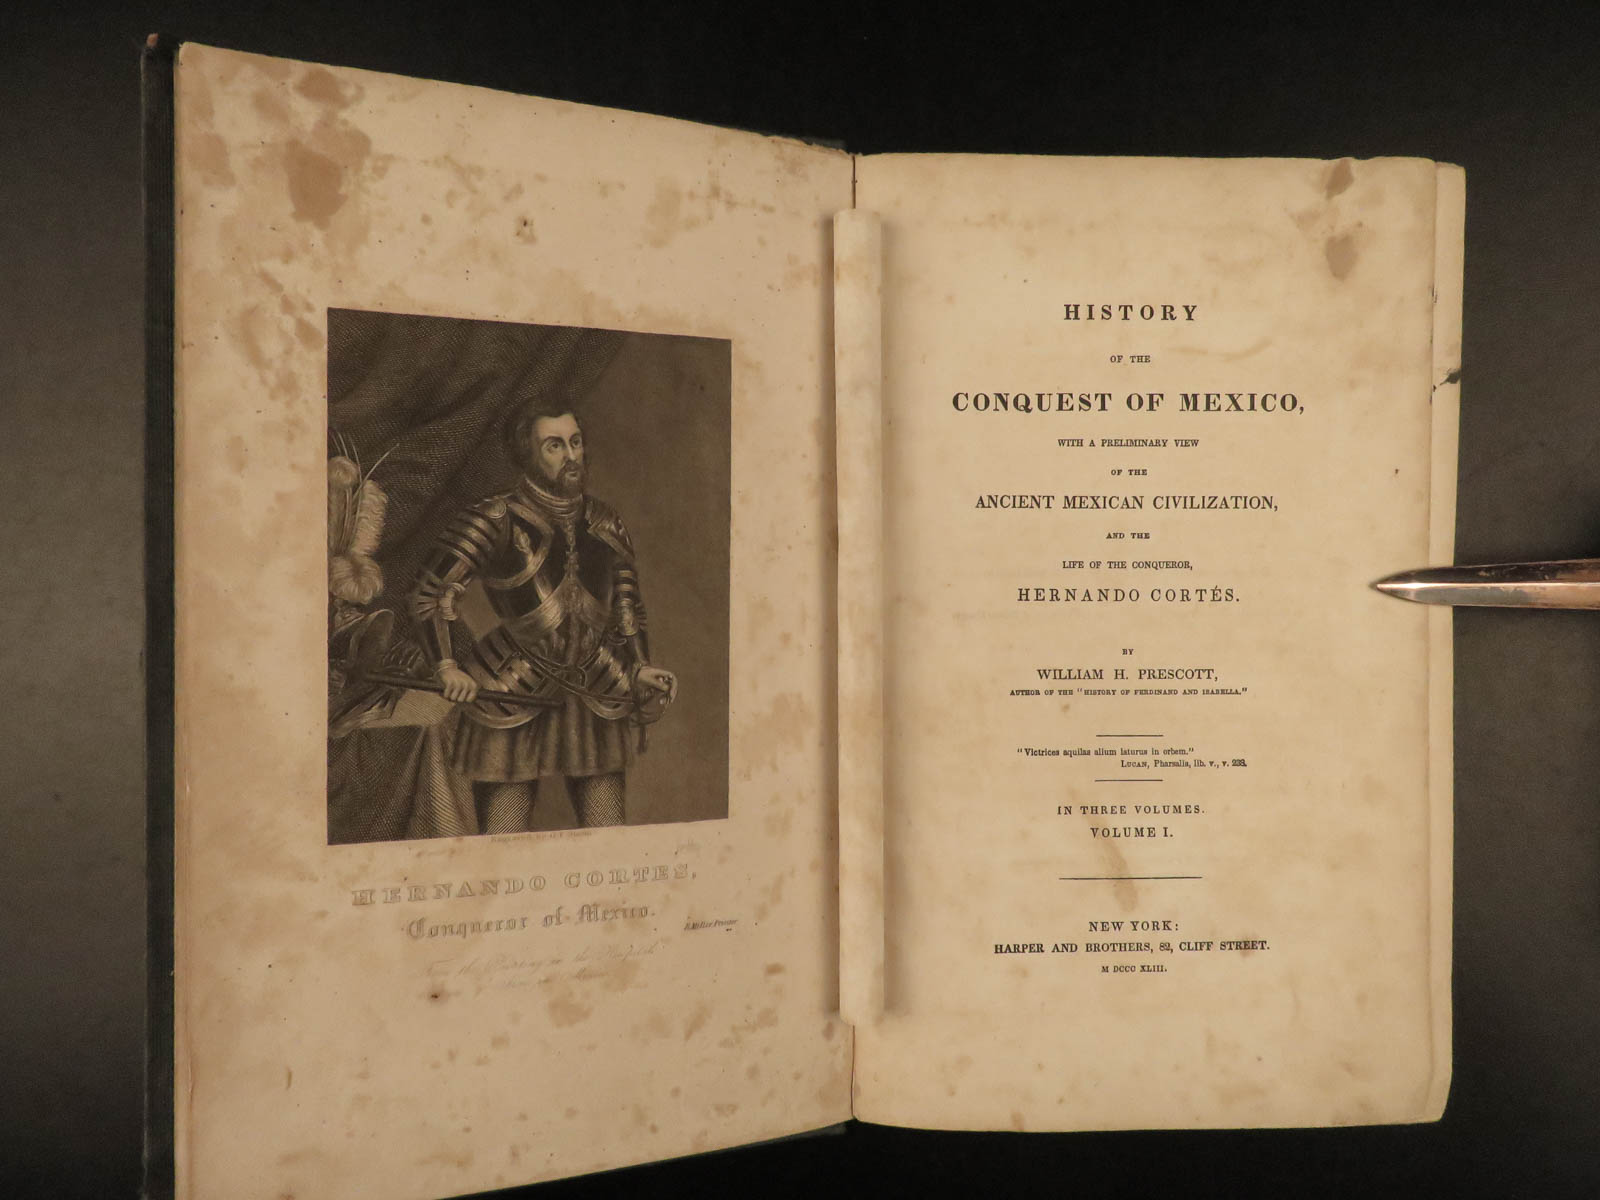 HERNANDO CORTES,
Conqueror of Mexico.
R. Miller Printer
HISTORY
OF THE
CONQUEST OF MEXICO,
WITH A PRELIMINARY VIEW
OF THE
ANCIENT MEXICAN CIVILIZATION,
AND THE
LIFE OF THE CONQUEROR,
HERNANDO CORTÉS.
BY
WILLIAM H. PRESCOTT,
AUTHOR OF THE "HISTORY OF FERDINAND AND ISABELLA."
"Victrices aquilas alium laturus in orbem."
LUCAN, Pharsalia, lib. v., v. 238.
IN THREE VOLUMES.
VOLUME I.
NEW YORK:
HARPER AND BROTHERS, 82, CLIFF STREET.
M DCCC XLIII.